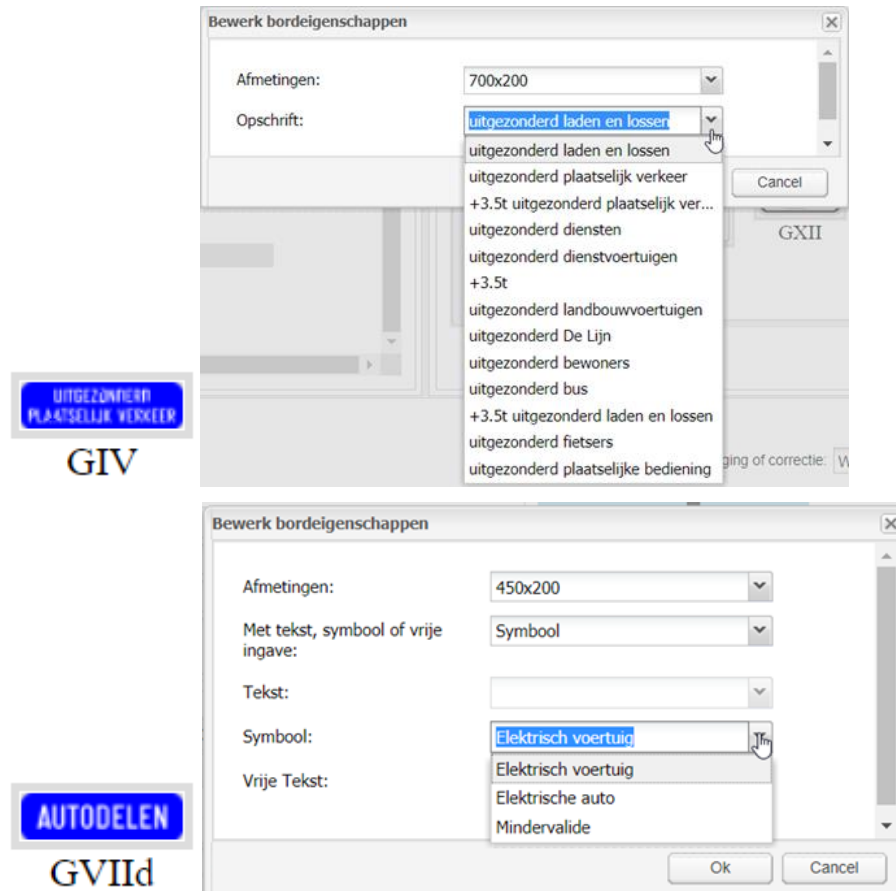 Bewerk bordeigenschappen
Afmetingen:
700x200
Opschrift:
uitgezonderd laden en lossen
uitgezonderd laden en lossen
uitgezonderd plaatselijk verkeer
+3.5t uitgezonderd plaatselijk ver...
uitgezonderd diensten
uitgezonderd dienstvoertuigen
+3.5t
uitgezonderd landbouwvoertuigen
uitgezonderd De Lijn
uitgezonderd bewoners
uitgezonderd bus
+3.5t uitgezonderd laden en lossen
uitgezonderd fietsers
uitgezonderd plaatselijke bediening
Cancel
GXII
ging of correctie: W
UITGEZONDERD
PLAATSELIJK VERKEER
GIV
Bewerk bordeigenschappen
Afmetingen:
450x200
Met tekst, symbool of vrije
ingave:
Symbool
Tekst:
Symbool:
Elektrisch voertuig
Elektrisch voertuig
Elektrische auto
Mindervalide
Vrije Tekst:
Ok
Cancel
AUTODELEN
GVIId